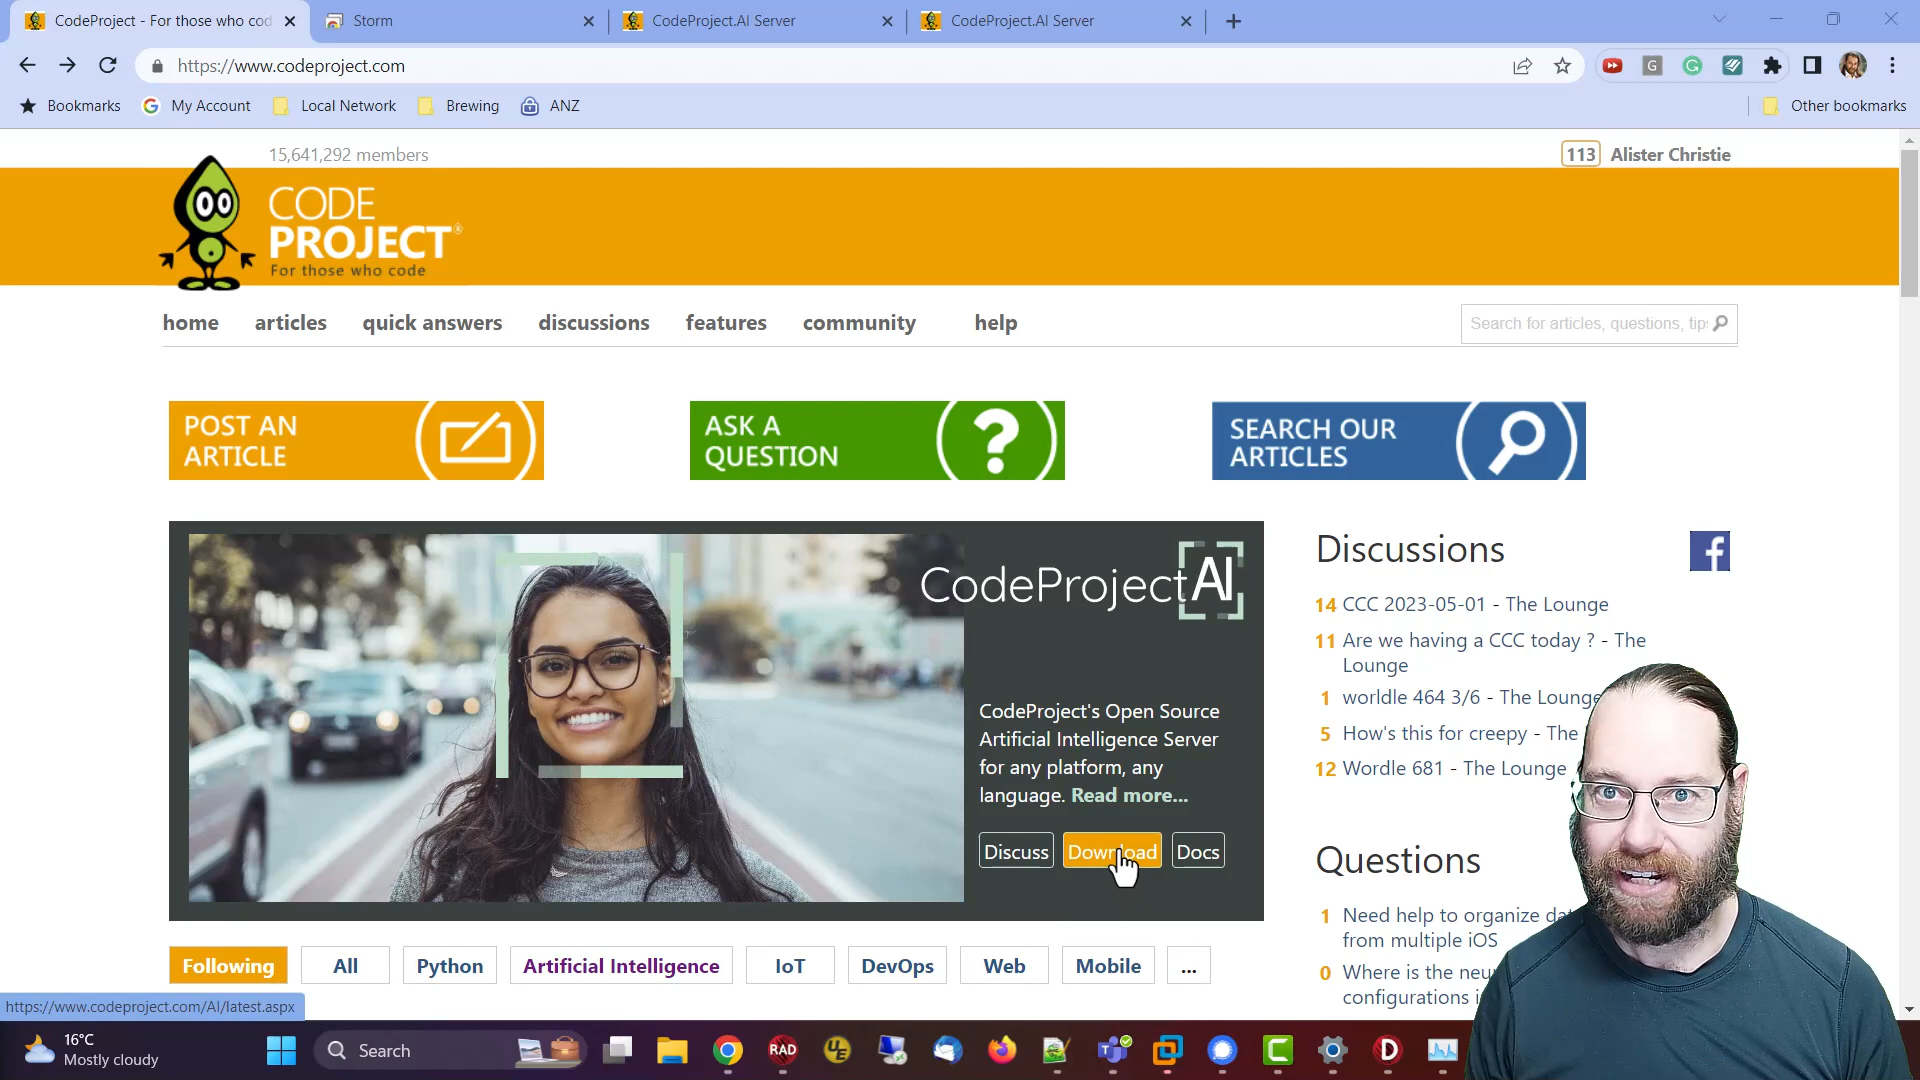 CodeProject - For those who cod
Storm
CodeProject.AI Server
CodeProject.AI Server
https://www.codeproject.com
Bookmarks
My Account
Local Network
Brewing
ANZ
Other bookmarks
15,641,292 members
113 Alister Christie
CODE
PROJECT®
For those who code
home
articles
quick answers
discussions
features
community
help
Search for articles, questions, tips
POST AN
ARTICLE
ASK A
QUESTION
SEARCH OUR
ARTICLES
CodeProject AI
CodeProject's Open Source
Artificial Intelligence Server
for any platform, any
language. Read more...
Discuss
Download
Docs
Discussions
14 CCC 2023-05-01 - The Lounge
11 Are we having a CCC today ? - The
Lounge
1 worldle 464 3/6 - The Lounge
5 How's this for creepy - The
12 Wordle 681 - The Lounge
Questions
1 Need help to organize
from multiple iOS
0 Where is the
configurations
Following
All
Python
Artificial Intelligence
IoT
DevOps
Web
Mobile
...
https://www.codeproject.com/AI/latest.aspx
16°C
Mostly cloudy
Search
RAD
UE